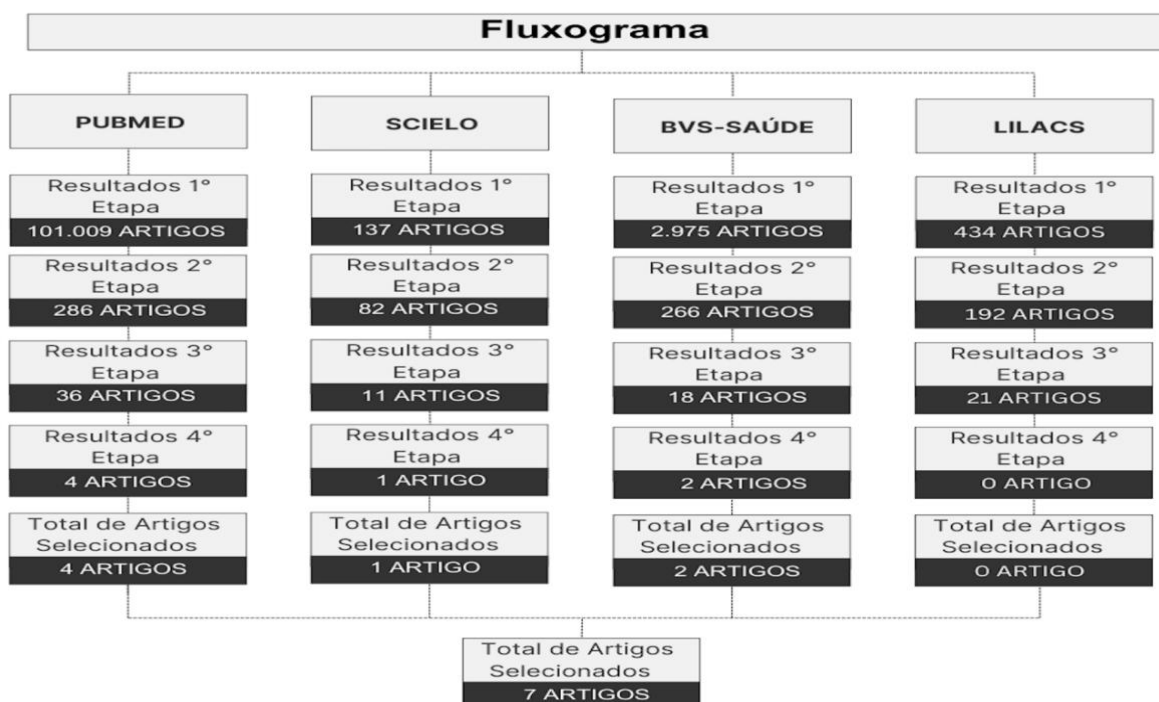 Fluxograma
PUBMED
SCIELO
BVS-SAÚDE
LILACS
Resultados 1°
Etapa
101.009 ARTIGOS
Resultados 1°
Etapa
137 ARTIGOS
Resultados 1°
Etapa
2.975 ARTIGOS
Resultados 1°
Etapa
434 ARTIGOS
Resultados 2°
Etapa
286 ARTIGOS
Resultados 2°
Etapa
82 ARTIGOS
Resultados 2°
Etapa
266 ARTIGOS
Resultados 2°
Etapa
192 ARTIGOS
Resultados 3°
Etapa
36 ARTIGOS
Resultados 3°
Etapa
11 ARTIGOS
Resultados 3°
Etapa
18 ARTIGOS
Resultados 3°
Etapa
21 ARTIGOS
Resultados 4°
Etapa
4 ARTIGOS
Resultados 4°
Etapa
1 ARTIGO
Resultados 4°
Etapa
2 ARTIGOS
Resultados 4°
Etapa
0 ARTIGO
Total de Artigos
Selecionados
4 ARTIGOS
Total de Artigos
Selecionados
1 ARTIGO
Total de Artigos
Selecionados
2 ARTIGOS
Total de Artigos
Selecionados
0 ARTIGO
Total de Artigos
Selecionados
7 ARTIGOS